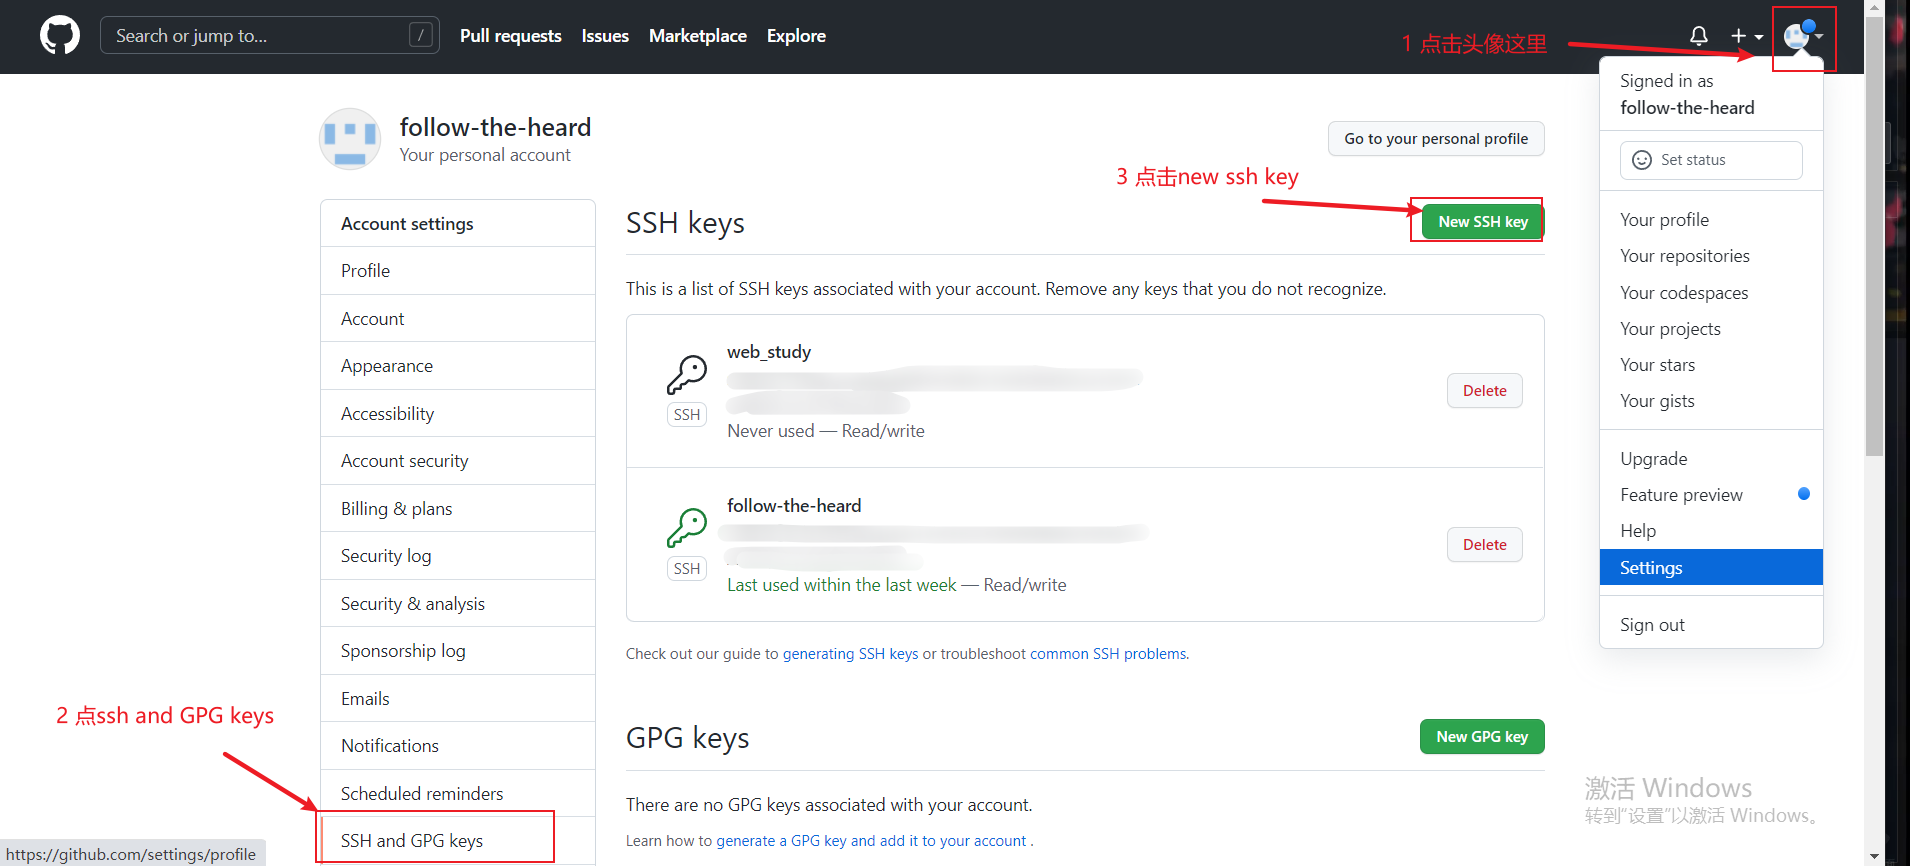 Search or jump to...
/
Pull requests
Issues
Marketplace
Explore
1 点击头像这里
Signed in as
follow-the-heard
Set status
Your profile
Your repositories
Your codespaces
Your projects
Your stars
Your gists
Upgrade
Feature preview
Help
Settings
Sign out
follow-the-heard
Your personal account
Go to your personal profile
3 点击new ssh key
Account settings
Profile
Account
Appearance
Accessibility
Account security
Billing & plans
Security log
Security & analysis
Sponsorship log
Emails
Notifications
Scheduled reminders
SSH and GPG keys
2 点ssh and GPG keys
SSH keys
New SSH key
This is a list of SSH keys associated with your account. Remove any keys that you do not recognize.
web_study
SSH
Never used — Read/write
Delete
follow-the-heard
SSH
Last used within the last week — Read/write
Delete
Check out our guide to generating SSH keys or troubleshoot common SSH problems.
GPG keys
New GPG key
There are no GPG keys associated with your account.
Learn how to generate a GPG key and add it to your account .
激活 Windows
转到“设置”以激活 Windows。
https://github.com/settings/profile